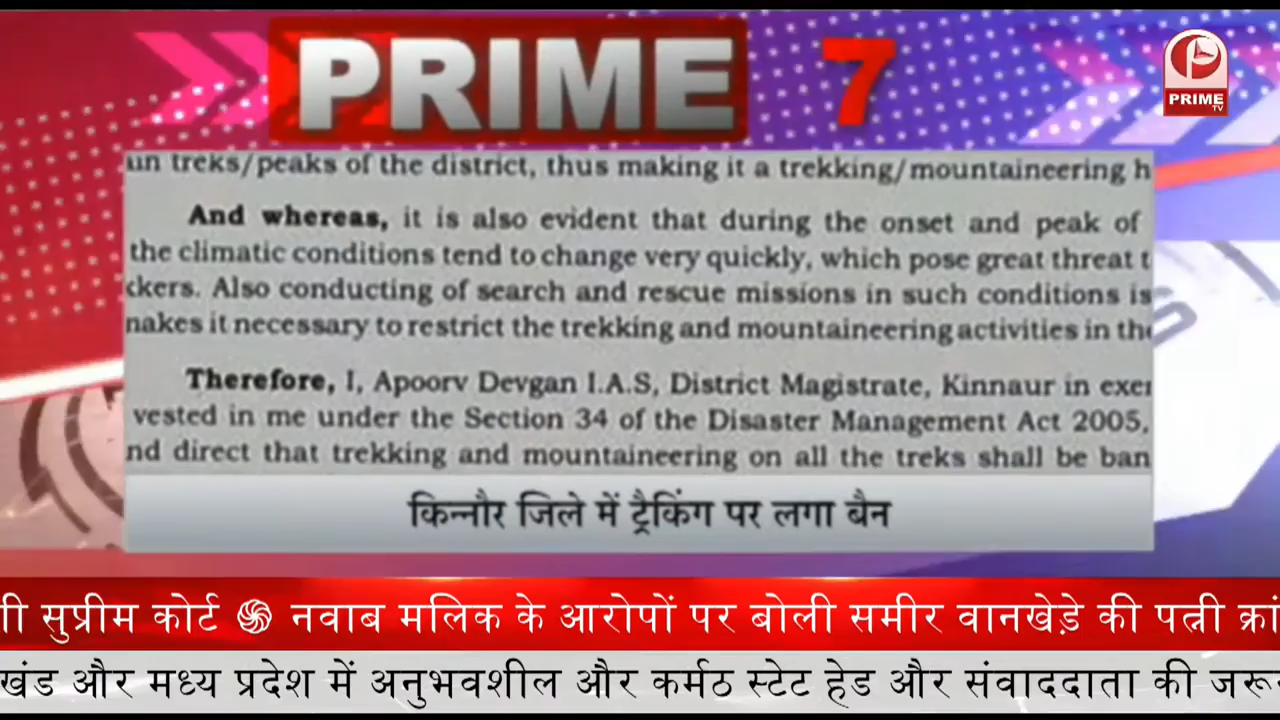 PRIME 7
PRIME
TV
un treks/peaks of the district, thus making it a trekking/mountaineering h
And whereas, it is also evident that during the onset and peak of
the climatic conditions tend to change very quickly, which pose great threat t
ckers. Also conducting of search and rescue missions in such conditions is
nakes it necessary to restrict the trekking and mountaineering activities in the
Therefore, I, Apoorv Devgan I.A.S, District Magistrate, Kinnaur in exer
vested in me under the Section 34 of the Disaster Management Act 2005,
nd direct that trekking and mountaineering on all the treks shall be ban
किन्नौर जिले में ट्रैकिंग पर लगा बैन
गी सुप्रीम कोर्ट ֍ नवाब मलिक के आरोपों पर बोली समीर वानखेड़े की पत्नी क्रां
खंड और मध्य प्रदेश में अनुभवशील और कर्मठ स्टेट हेड और संवाददाता की जरू